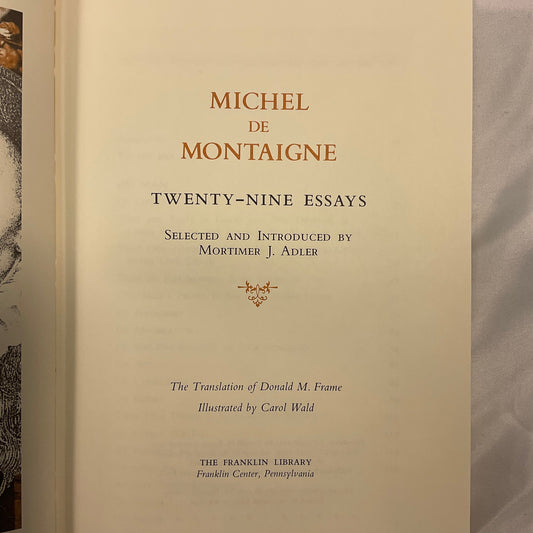 MICHEL
DE
MONTAIGNE
TWENTY-NINE ESSAYS
SELECTED AND INTRODUCED BY
MORTIMER J. ADLER
The Translation of Donald M. Frame
Illustrated by Carol Wald
THE FRANKLIN LIBRARY
Franklin Center, Pennsylvania